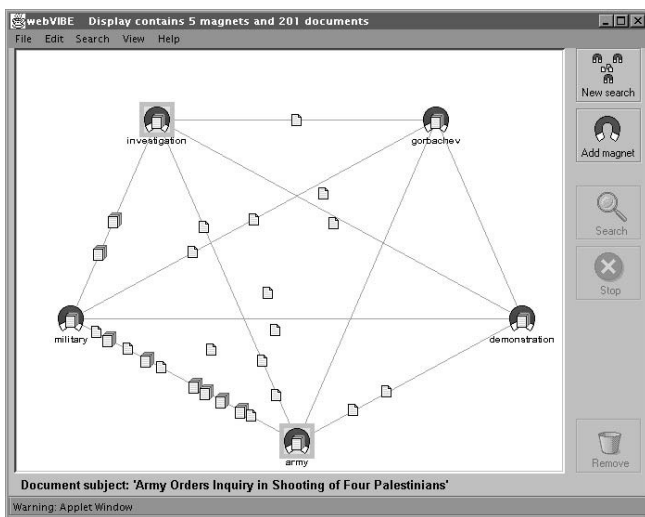 webVIBE Display contains 5 magnets and 201 documents
File Edit Search View Help
New search
Add magnet
Search
Stop
Remove
investigation
gorbachev
military
demonstration
army
Document subject: 'Army Orders Inquiry in Shooting of Four Palestinians'
Warning: Applet Window